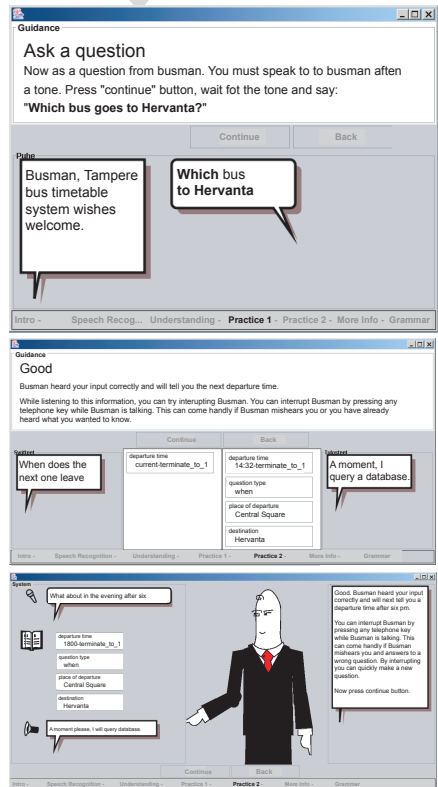 Guidance
Ask a question
Now as a question from busman. You must speak to to busman aften
a tone. Press "continue" button, wait fot the tone and say:
"Which bus goes to Hervanta?"
Continue Back
Puhe
Busman, Tampere
bus timetable
system wishes
welcome.
Which bus
to Hervanta
Intro - Speech Recog... Understanding - Practice 1 - Practice 2 - More Info - Grammar
Guidance
Good
Busman heard your input correctly and will tell you the next departure time.
While listening to this information, you can try interupting Busman. You can interrupt Busman by pressing any
telephone key while Busman is talking. This can come handly if Busman mishears you or you have already
heard what you wanted to know.
Continue Back
When does the
next one leave
departure time
current-terminate_to_1
departure time
14:32-terminate_to_1
question type
when
place of departure
Central Square
destination
Hervanta
A moment, I
query a database.
Intro - Speech Recognition - Understanding - Practice 1 - Practice 2 - More Info - Grammar
System
What about in the evening after six
departure time
1800-terminate_to_1
question type
when
place of departure
Central Square
destination
Hervanta
A moment please, I will query database.
Good. Busman heard your input
correctly and will next tell you a
departure time after six pm.
You can interrupt Busman by
pressing any telephone key
while Busman is talking. This
can come handly if Busman
mishears you and answers to a
wrong question. By interrupting
you can quickly make a new
question.
Now press continue button.
Continue Back
Intro - Speech Recognition - Understanding - Practice 1 - Practice 2 - More Info - Grammar